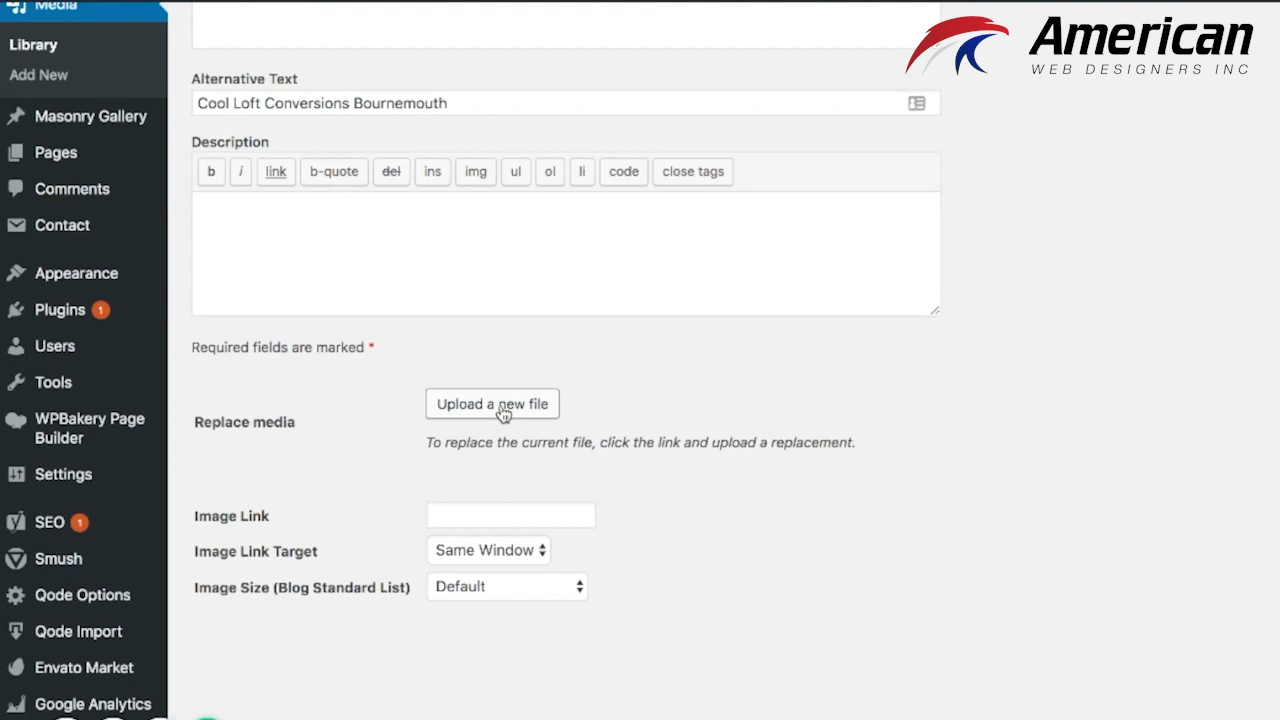 Media
Library
Add New
Masonry Gallery
Pages
Comments
Contact
Appearance
Plugins 1
Users
Tools
WPBakery Page
Builder
Settings
SEO 1
Smush
Qode Options
Qode Import
Envato Market
Google Analytics
American
WEB DESIGNERS INC
Alternative Text
Cool Loft Conversions Bournemouth
Description
b i link b-quote del ins img ul ol li code close tags
Required fields are marked *
Replace media
Upload a new file
To replace the current file, click the link and upload a replacement.
Image Link
Image Link Target Same Window
Image Size (Blog Standard List) Default